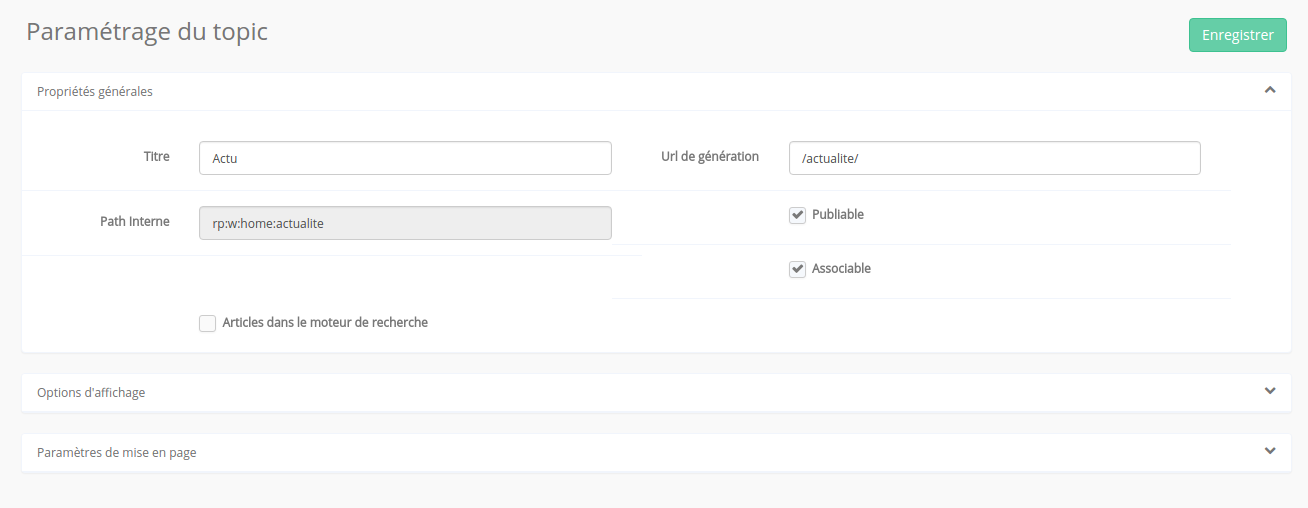 Paramétrage du topic
Enregistrer
Propriétés générales
Titre
Actu
Url de génération
/actualite/
Path Interne
rp:w:home:actualite
Publiable
Associable
Articles dans le moteur de recherche
Options d'affichage
Paramètres de mise en page